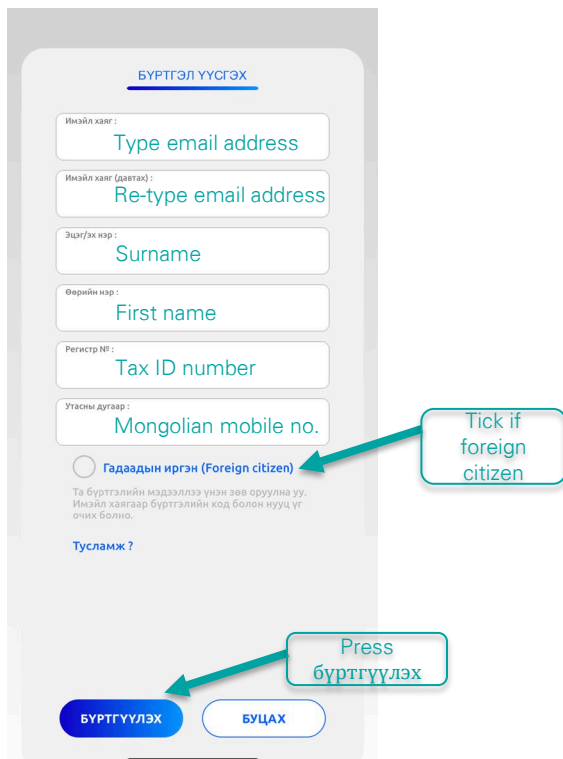 БҮРТГЭЛ ҮҮСГЭХ
Имэйл хаяг :
Type email address
Имэйл хаяг (давтах) :
Re-type email address
Эцэг/эх нэр :
Surname
Өөрийн нэр :
First name
Регистр № :
Tax ID number
Утасны дугаар :
Mongolian mobile no.
Tick if
foreign
citizen
Гадаадын иргэн (Foreign citizen)
Та бүртгэлийн мэдээллээ үнэн зөв оруулна уу.
Имэйл хаягаар бүртгэлийн код болон нууц үг
очих болно.
Тусламж ?
Press
бүртгүүлэх
БҮРТГҮҮЛЭХ
БУЦАХ